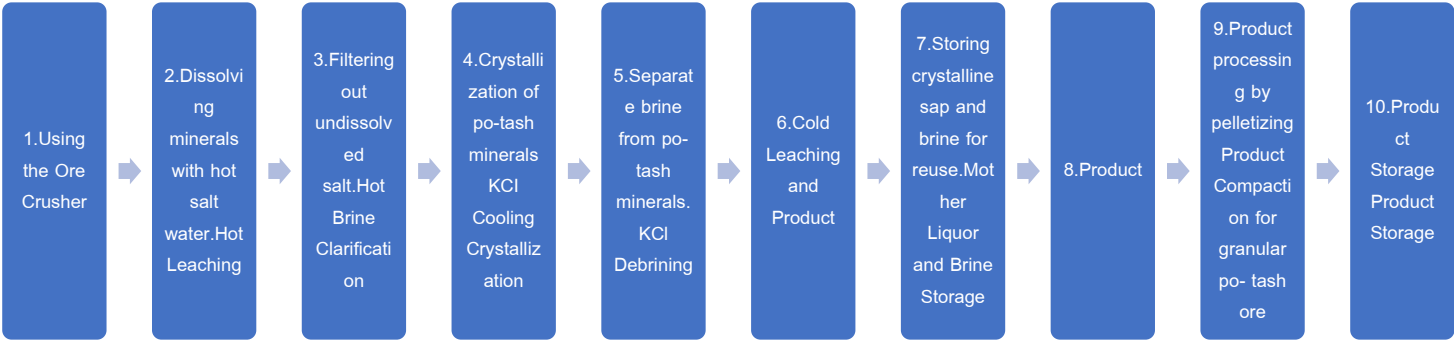 1.Using
the Ore
Crusher
2.Dissolvi
ng
minerals
with hot
salt
water.Hot
Leaching
3.Filtering
out
undissolv
ed
salt.Hot
Brine
Clarificati
on
4.Crystalli
zation of
po-tash
minerals
KCI
Cooling
Crystalliz
ation
5.Separat
e brine
from po-
tash
minerals.
KCI
Debrining
6.Cold
Leaching
and
Product
7.Storing
crystalline
sap and
brine for
reuse.Mot
her
Liquor
and Brine
Storage
8.Product
9.Product
processin
g by
pelletizing
Product
Compacti
on for
granular
po- tash
ore
10.Produ
ct
Storage
Product
Storage